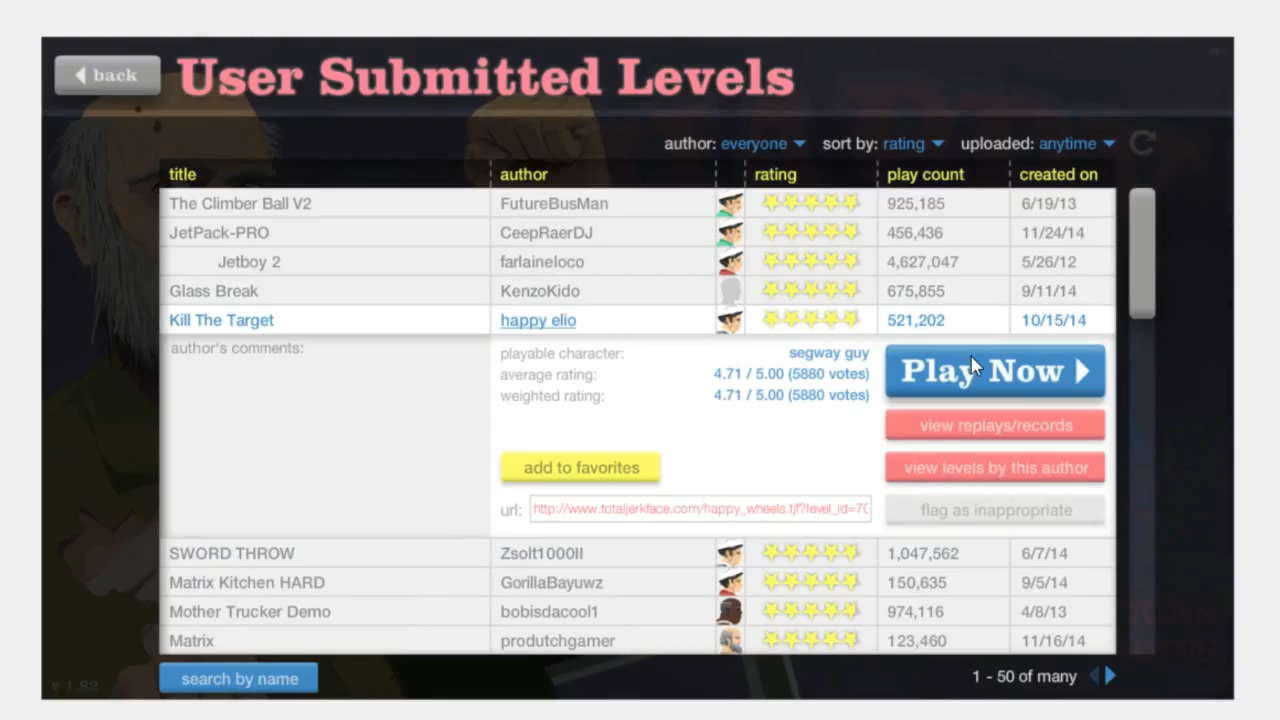 back
User Submitted Levels
author: everyone sort by: rating uploaded: anytime
title author rating play count created on
The Climber Ball V2 FutureBusMan 925,185 6/19/13
JetPack-PRO CeepRaerDJ 456,436 11/24/14
Jetboy 2 farlaineloco 4,627,047 5/26/12
Glass Break KenzoKido 675,855 9/11/14
Kill The Target happy elio 521,202 10/15/14
author's comments:
playable character: segway guy
average rating: 4.71 / 5.00 (5880 votes)
weighted rating: 4.71 / 5.00 (5880 votes)
Play Now
view replays/records
add to favorites
view levels by this author
url: http://www.totaljerkface.com/happy_wheels.tjf?level_id=70
flag as inappropriate
SWORD THROW Zsolt1000II 1,047,562 6/7/14
Matrix Kitchen HARD GorillaBayuwz 150,635 9/5/14
Mother Trucker Demo bobisdacool1 974,116 4/8/13
Matrix produtchgamer 123,460 11/16/14
search by name
1 - 50 of many
v 1.82